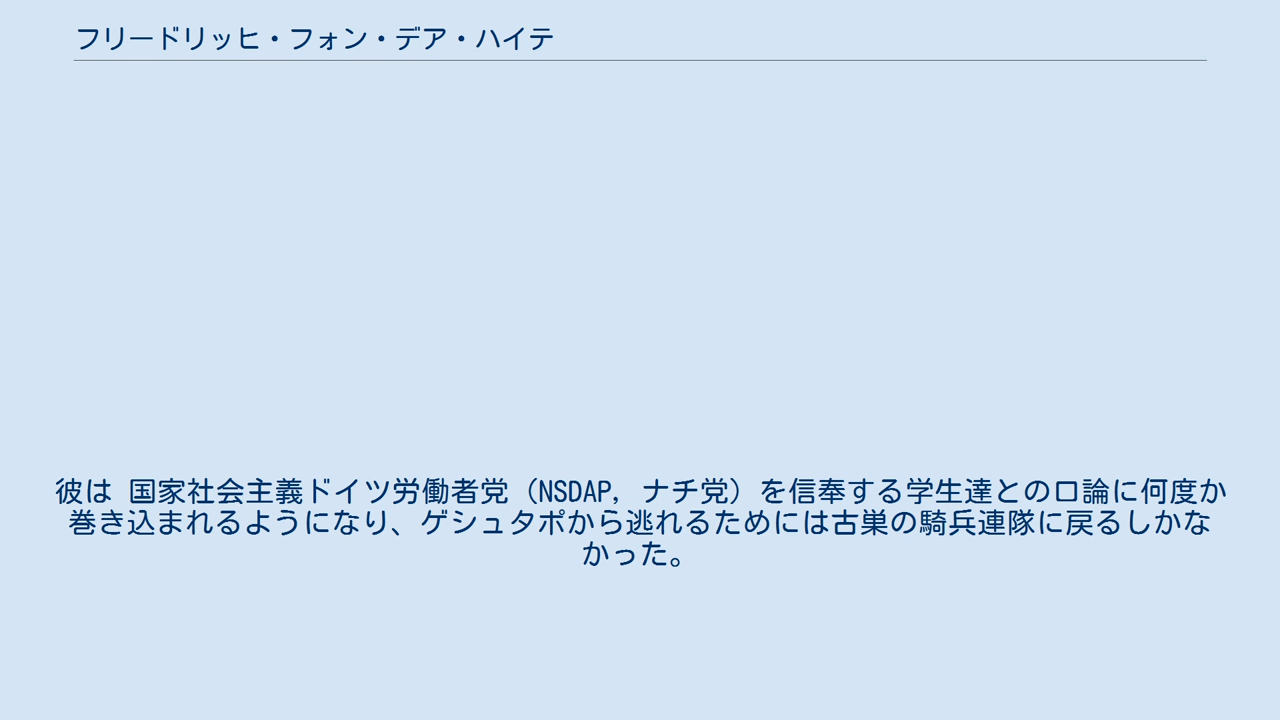 フリードリッヒ・フォン・デア・ハイテ
彼は 国家社会主義ドイツ労働者党（NSDAP, ナチ党）を信奉する学生達との口論に何度か
巻き込まれるようになり、ゲシュタポから逃れるためには古巣の騎兵連隊に戻るしかな
かった。